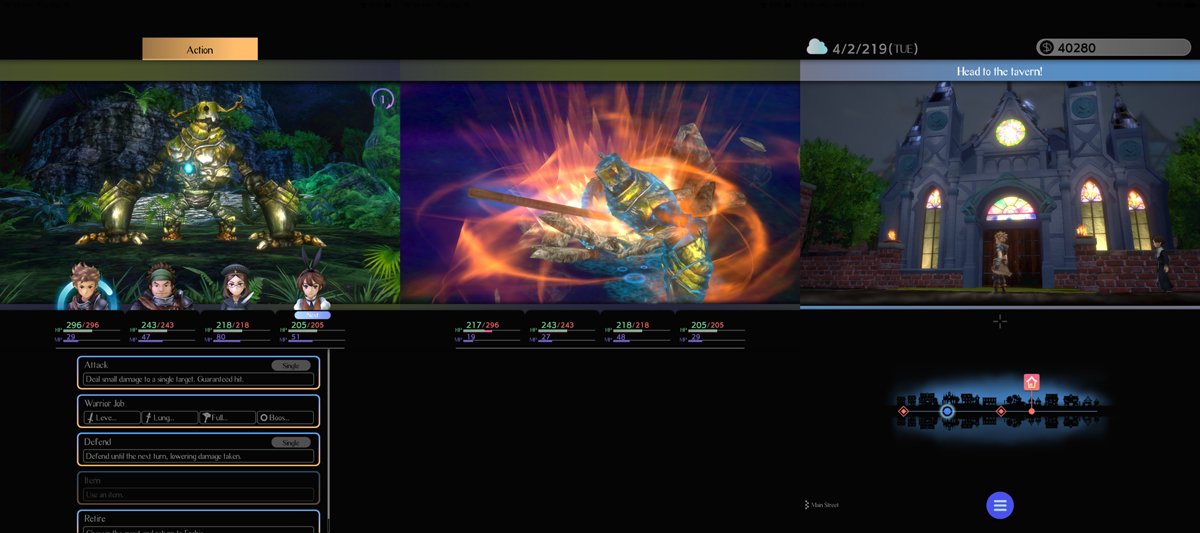 Action
1
Next
HP 296/296
MP 29
HP 243/243
MP 47
HP 218/218
MP 80
HP 205/205
MP 51
Attack
Single
Deal small damage to a single target. Guaranteed hit.
Warrior Job
Leve...
Lung...
Full...
Boos...
Defend
Single
Defend until the next turn, lowering damage taken.
Item
Use an item.
Retire
HP 217/296
MP 19
HP 243/243
MP 27
HP 218/218
MP 48
HP 205/205
MP 29
4/2/219(TUE)
$ 40280
Head to the tavern!
Main Street